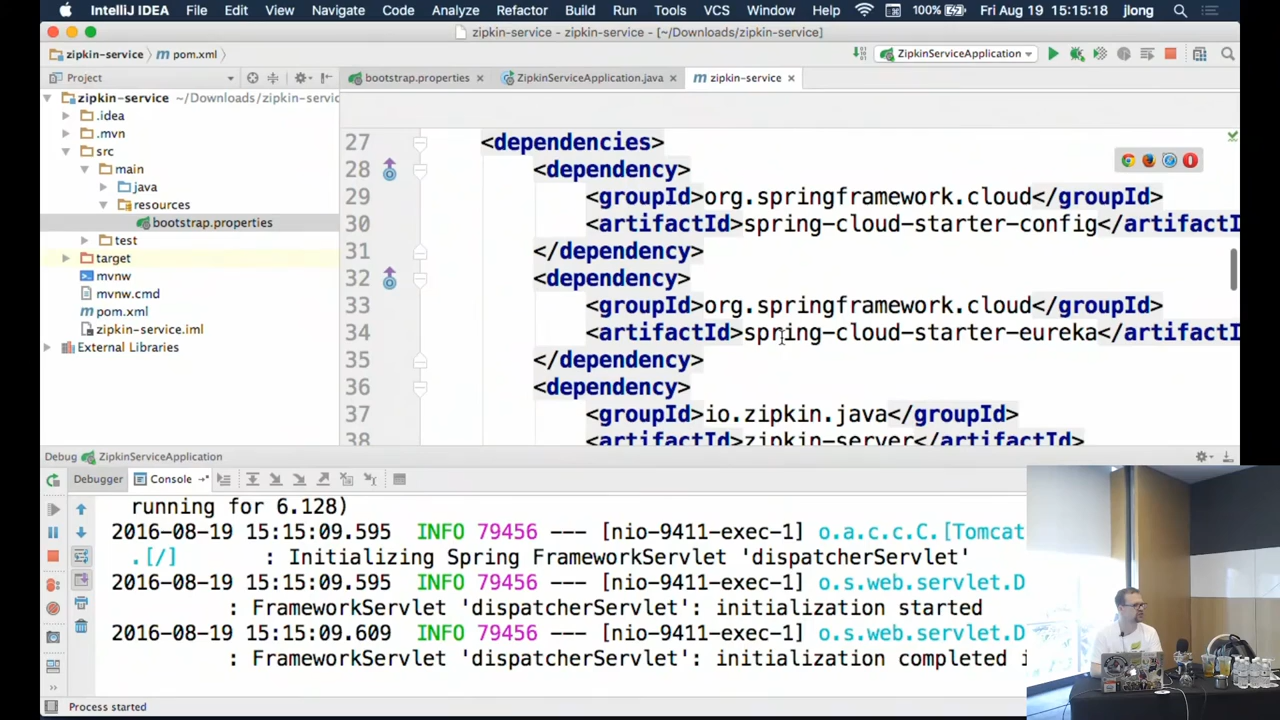 IntelliJ IDEA File Edit View Navigate Code Analyze Refactor Build Run Tools VCS Window Help 100% Fri Aug 19 15:15:18 jlong
zipkin-service - zipkin-service - [~/Downloads/zipkin-service]
zipkin-service pom.xml ZipkinServiceApplication
Project bootstrap.properties ZipkinServiceApplication.java zipkin-service
zipkin-service ~/Downloads/zipkin-servic
.idea
.mvn
src
main
java
resources
bootstrap.properties
test
target
mvnw
mvnw.cmd
pom.xml
zipkin-service.iml
External Libraries
27 <dependencies>
28 <dependency>
29 <groupId>org.springframework.cloud</groupId>
30 <artifactId>spring-cloud-starter-config</artifactI
31 </dependency>
32 <dependency>
33 <groupId>org.springframework.cloud</groupId>
34 <artifactId>spring-cloud-starter-eureka</artifactI
35 </dependency>
36 <dependency>
37 <groupId>io.zipkin.java</groupId>
38 <artifactId>zipkin-server</artifactId>
Debug ZipkinServiceApplication
Debugger Console
running for 6.128)
2016-08-19 15:15:09.595 INFO 79456 --- [nio-9411-exec-1] o.a.c.c.C.[Tomcat
.[/] : Initializing Spring FrameworkServlet 'dispatcherServlet'
2016-08-19 15:15:09.595 INFO 79456 --- [nio-9411-exec-1] o.s.web.servlet.D
: FrameworkServlet 'dispatcherServlet': initialization started
2016-08-19 15:15:09.609 INFO 79456 --- [nio-9411-exec-1] o.s.web.servlet.D
: FrameworkServlet 'dispatcherServlet': initialization completed i
Process started